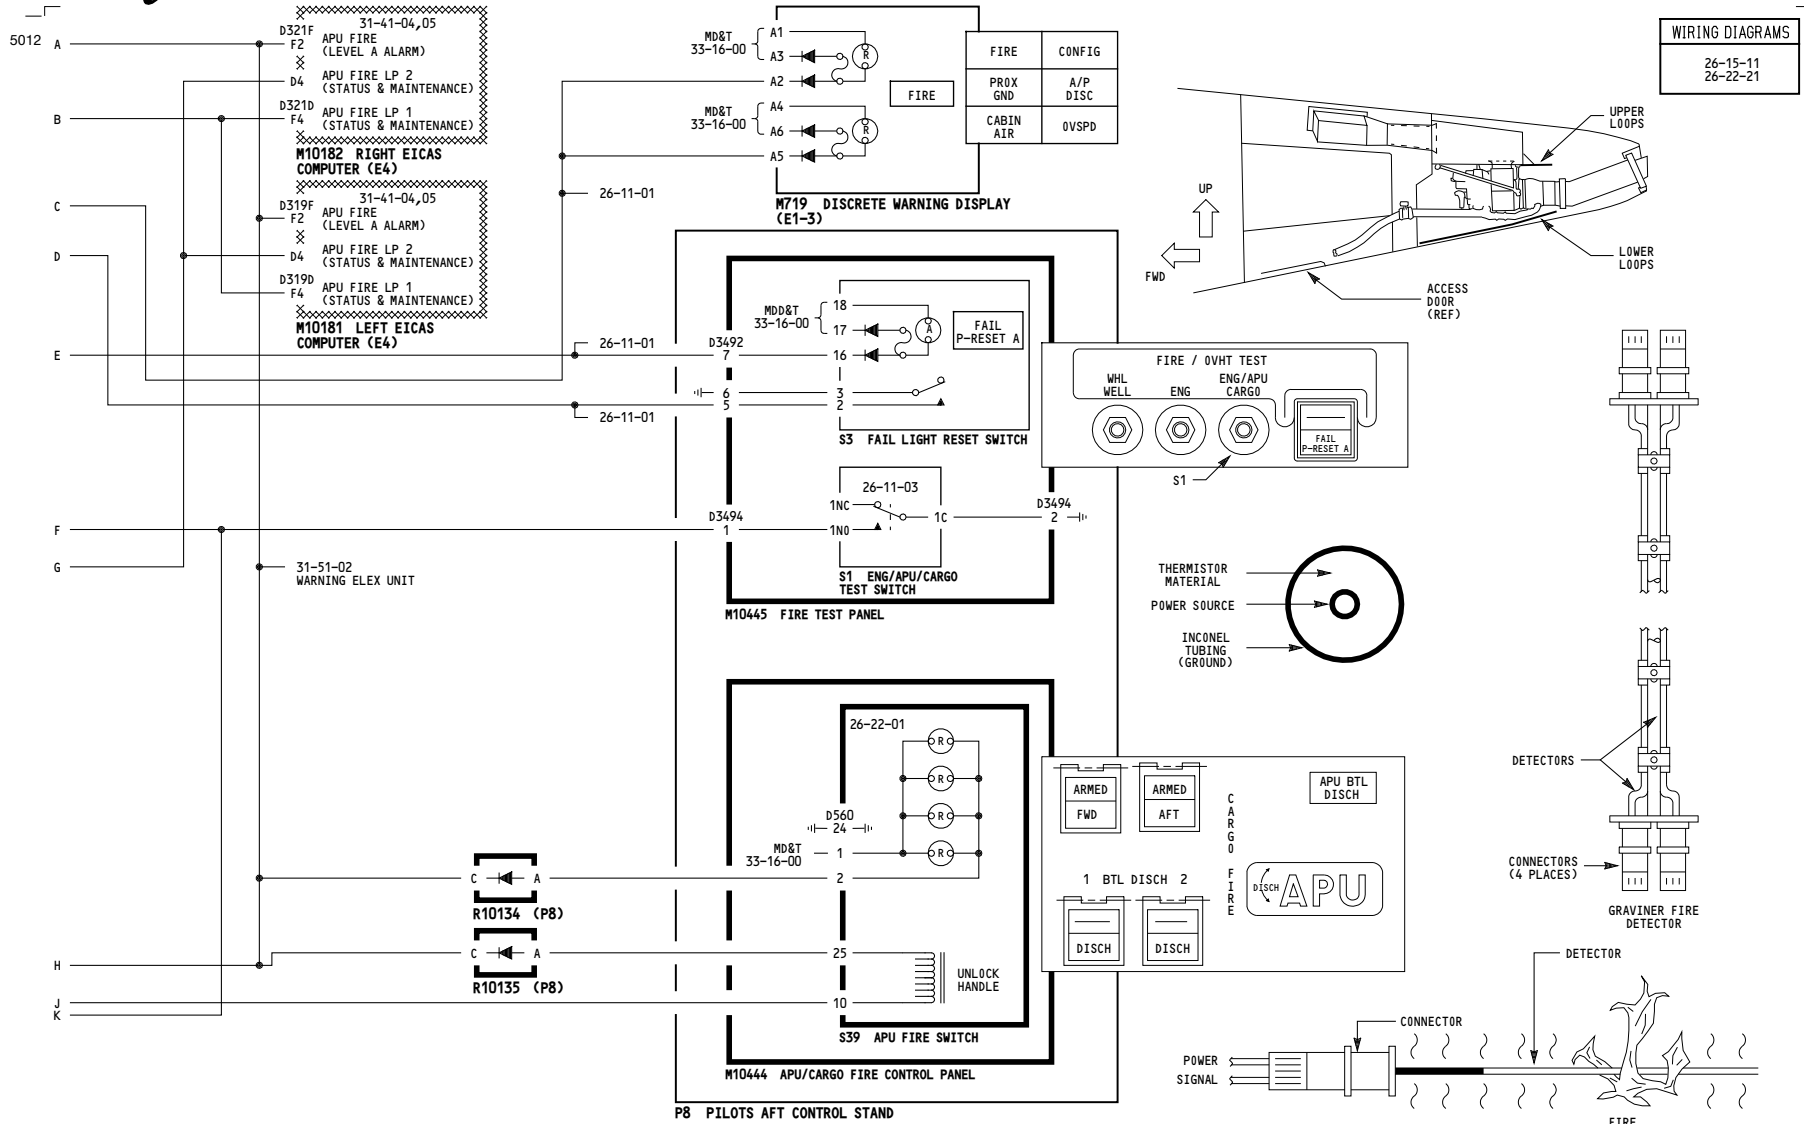 5012
A
B
C
D
E
F
G
H
J
K
31-41-04,05
D321F
F2
APU FIRE
(LEVEL A ALARM)
D4
APU FIRE LP 2
(STATUS & MAINTENANCE)
D321D
F4
APU FIRE LP 1
(STATUS & MAINTENANCE)
M10182 RIGHT EICAS
COMPUTER (E4)
31-41-04,05
D319F
F2
APU FIRE
(LEVEL A ALARM)
D4
APU FIRE LP 2
(STATUS & MAINTENANCE)
D319D
F4
APU FIRE LP 1
(STATUS & MAINTENANCE)
M10181 LEFT EICAS
COMPUTER (E4)
26-11-01
26-11-01
26-11-01
31-51-02
WARNING ELEX UNIT
MD&T
33-16-00
A1
A3
A2
R
MD&T
33-16-00
A4
A6
A5
R
FIRE
FIRE
CONFIG
PROX
GND
A/P
DISC
CABIN
AIR
OVSPD
M719 DISCRETE WARNING DISPLAY
(E1-3)
MDD&T
33-16-00
18
17
16
A
FAIL
P-RESET A
D3492
7
6
5
3
2
S3 FAIL LIGHT RESET SWITCH
26-11-03
1NC
1NO
1C
D3494
1
D3494
2
S1 ENG/APU/CARGO
TEST SWITCH
M10445 FIRE TEST PANEL
26-22-01
R
R
R
R
D560
24
MD&T
33-16-00
1
2
25
10
UNLOCK
HANDLE
C
A
R10134 (P8)
C
A
R10135 (P8)
S39 APU FIRE SWITCH
M10444 APU/CARGO FIRE CONTROL PANEL
P8 PILOTS AFT CONTROL STAND
WIRING DIAGRAMS
26-15-11
26-22-21
UPPER
LOOPS
UP
FWD
LOWER
LOOPS
ACCESS
DOOR
(REF)
FIRE / OVHT TEST
WHL
WELL
ENG
ENG/APU
CARGO
FAIL
P-RESET A
S1
THERMISTOR
MATERIAL
POWER SOURCE
INCONEL
TUBING
(GROUND)
ARMED
FWD
ARMED
AFT
CARGO FIRE
APU BTL
DISCH
1 BTL DISCH 2
DISCH
DISCH
DISCH
APU
DETECTORS
CONNECTORS
(4 PLACES)
GRAVINER FIRE
DETECTOR
DETECTOR
CONNECTOR
POWER
SIGNAL
FIRE